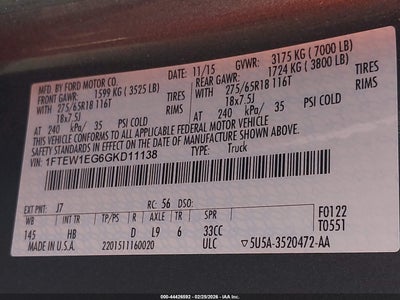 MFD. BY FORD MOTOR CO.
DATE: 11/15 GVWR: 3175 KG (7000 LB)
FRONT GAWR: 1599 KG (3525 LB) REAR GAWR: 1724 KG (3800 LB)
275/65R18 116T TIRES 275/65R18 116T TIRES
18x7.5J RIMS 18x7.5J RIMS
AT 240 kPa/ 35 PSI COLD AT 240 kPa/ 35 PSI COLD
THIS VEHICLE CONFORMS TO ALL APPLICABLE FEDERAL MOTOR VEHICLE
SAFETY STANDARDS IN EFFECT ON THE DATE OF MANUFACTURE SHOWN ABOVE
VIN: 1FTEW1EG6GKD11138 TYPE: Truck
EXT PNT: J7 RC: 56 DSO: F0122
WB INT TR TP/PS R AXLE TR SPR T0551
145 HB D L9 6 33CC
MADE IN U.S.A. 2201511160020 ULC 5U5A-3520472-AA
000-44426592 - 02/29/2026 - IAA, Inc.